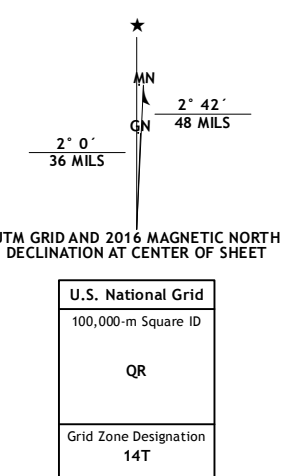 MN
2° 42´
GN
48 MILS
2° 0´
36 MILS
UTM GRID AND 2016 MAGNETIC NORTH
DECLINATION AT CENTER OF SHEET
U.S. National Grid
100,000-m Square ID
QR
Grid Zone Designation
14T